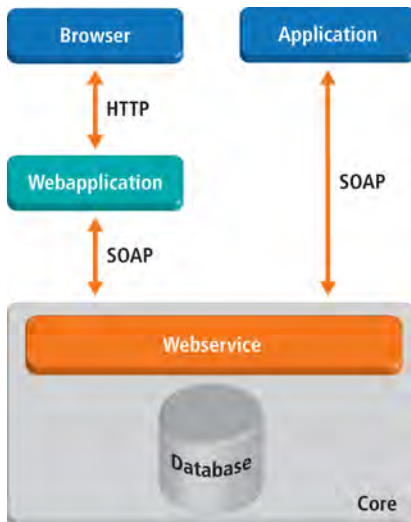 Browser
Application
HTTP
Webapplication
SOAP
SOAP
Webservice
Database
Core